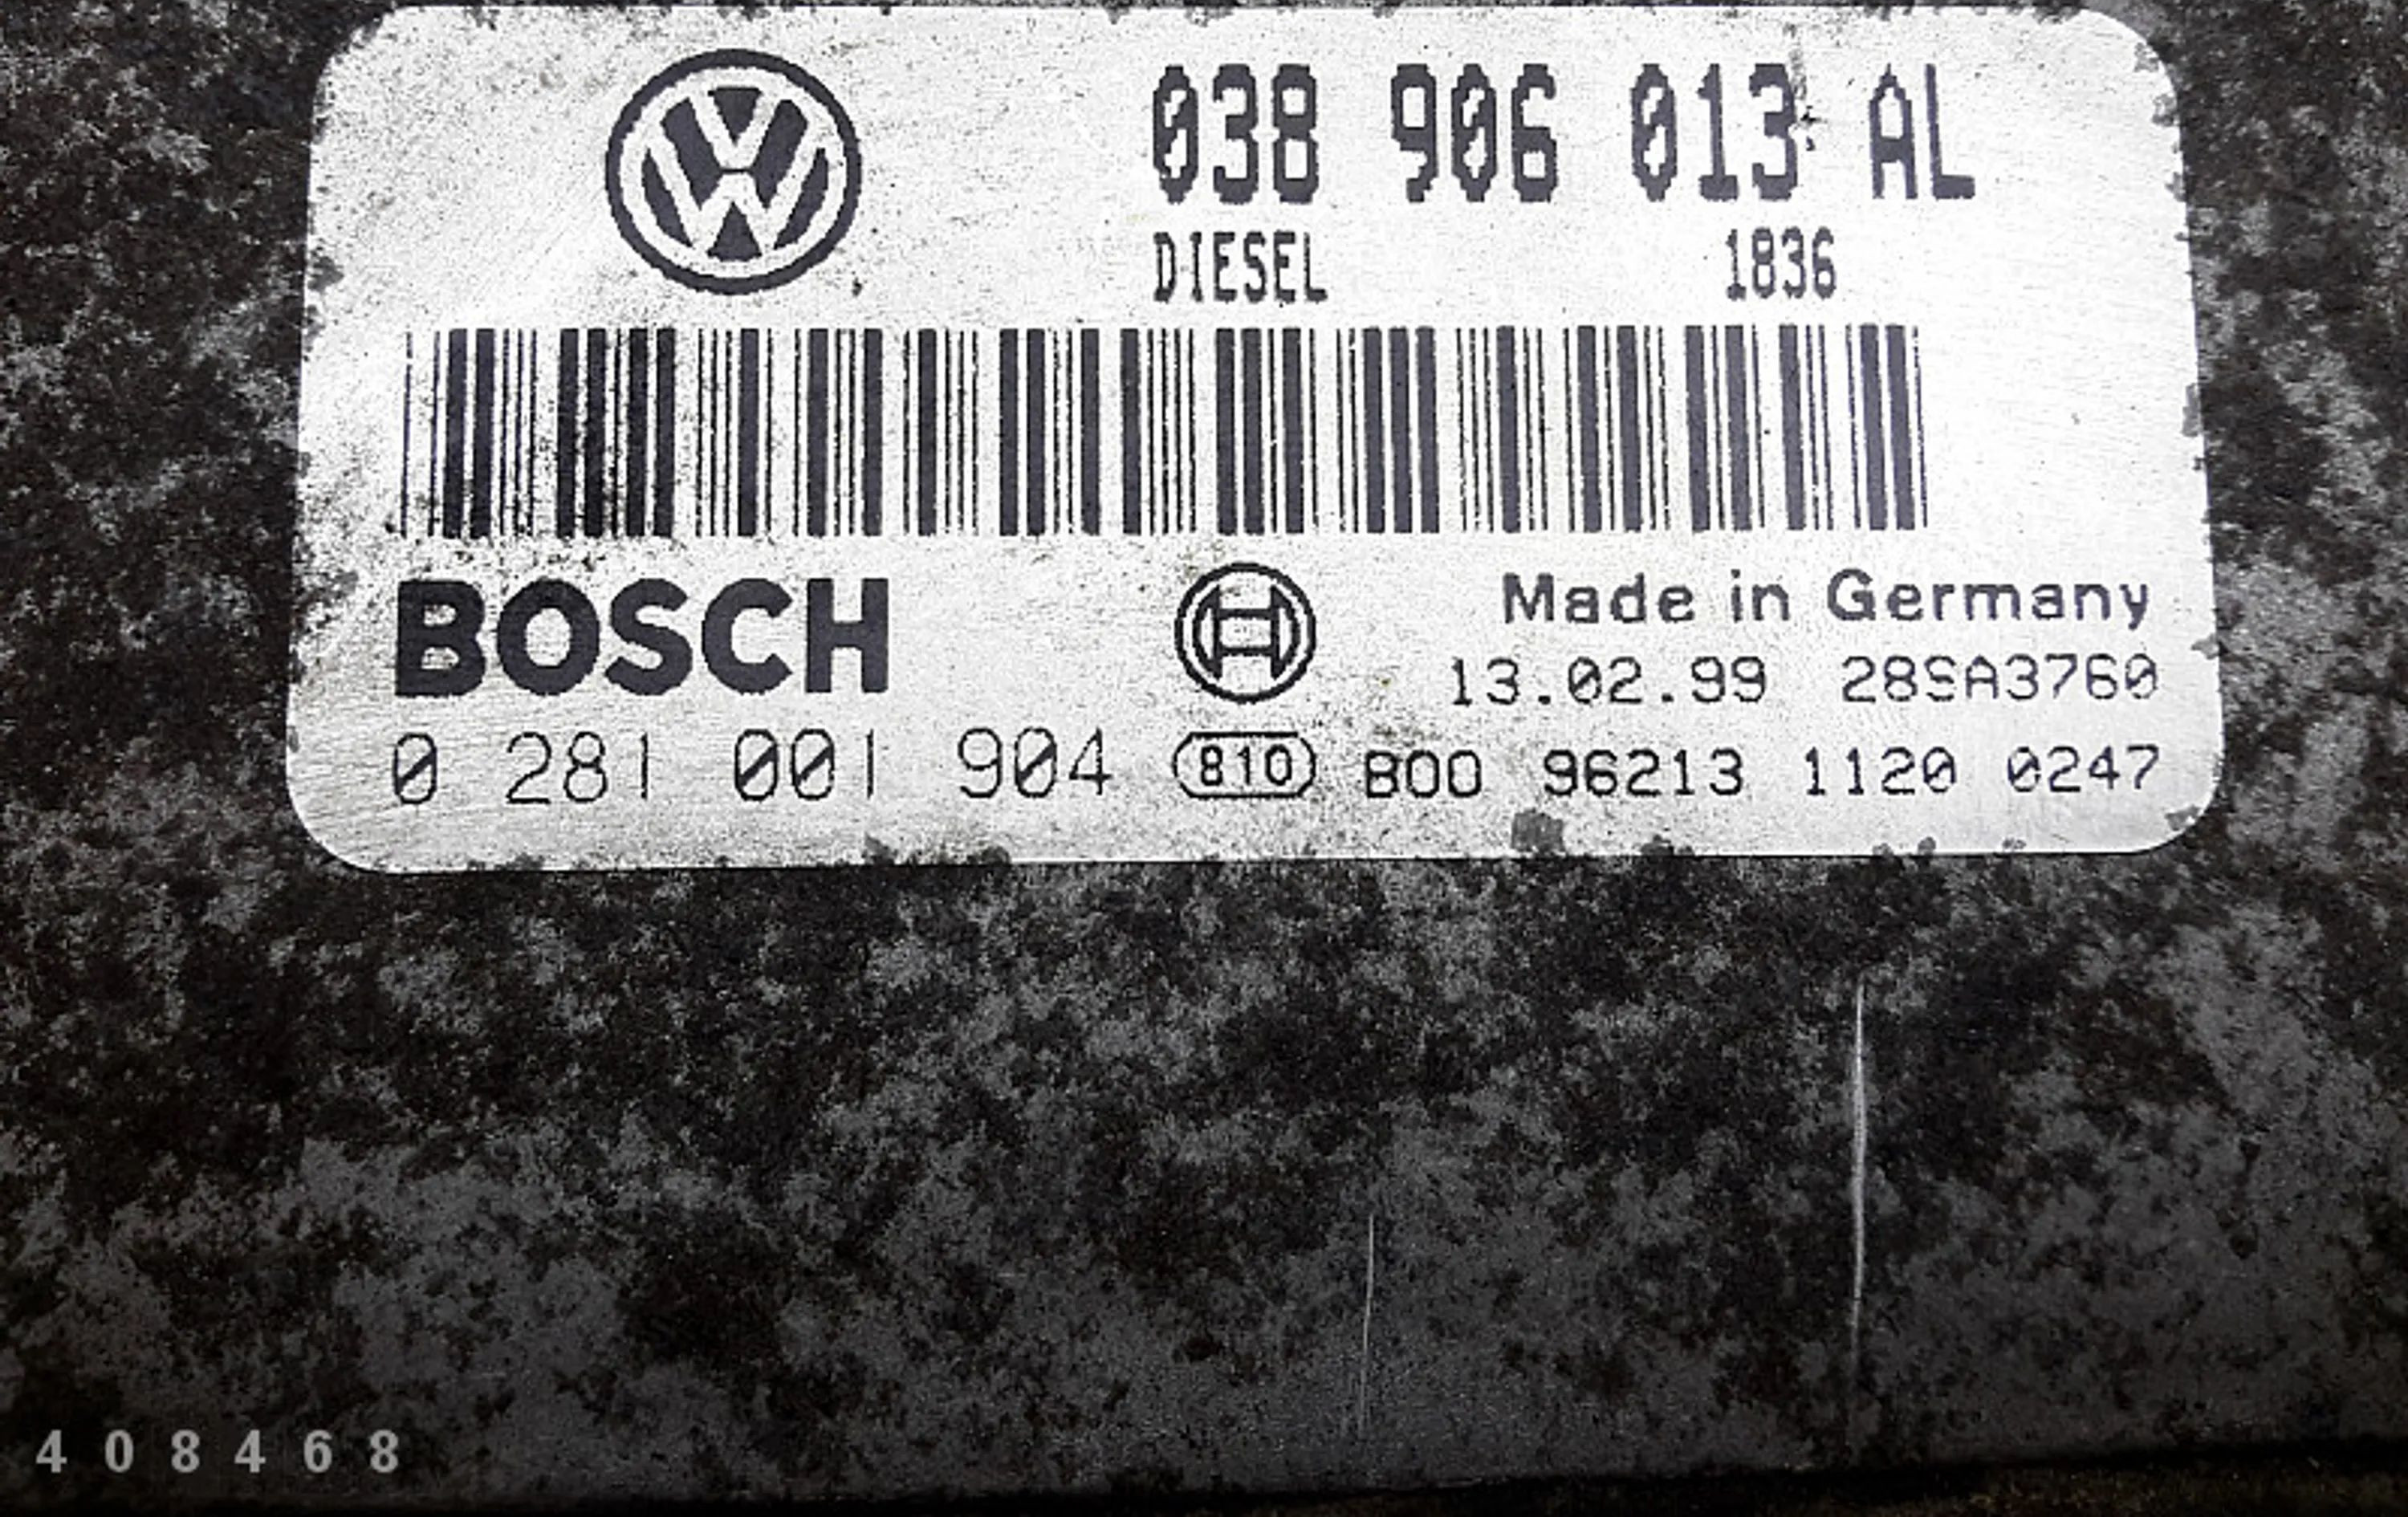 038 906 013 AL
DIESEL 1836
BOSCH
Made in Germany
13.02.99 28SA3760
0 281 001 904 810 B00 96213 1120 0247
408468